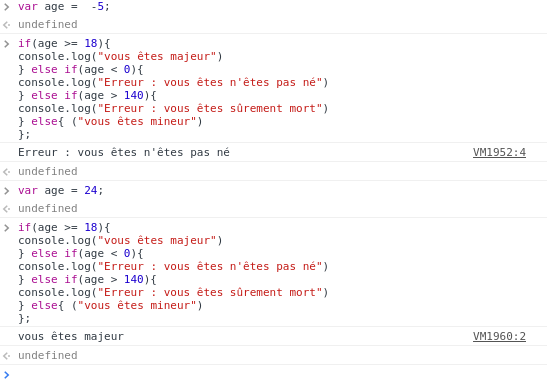 var age =  -5;
undefined
if(age >= 18){
console.log("vous êtes majeur")
} else if(age < 0){
console.log("Erreur : vous êtes n'êtes pas né")
} else if(age > 140){
console.log("Erreur : vous êtes sûrement mort")
} else{ ("vous êtes mineur")
};
Erreur : vous êtes n'êtes pas né VM1952:4
undefined
var age = 24;
undefined
if(age >= 18){
console.log("vous êtes majeur")
} else if(age < 0){
console.log("Erreur : vous êtes n'êtes pas né")
} else if(age > 140){
console.log("Erreur : vous êtes sûrement mort")
} else{ ("vous êtes mineur")
};
vous êtes majeur VM1960:2
undefined